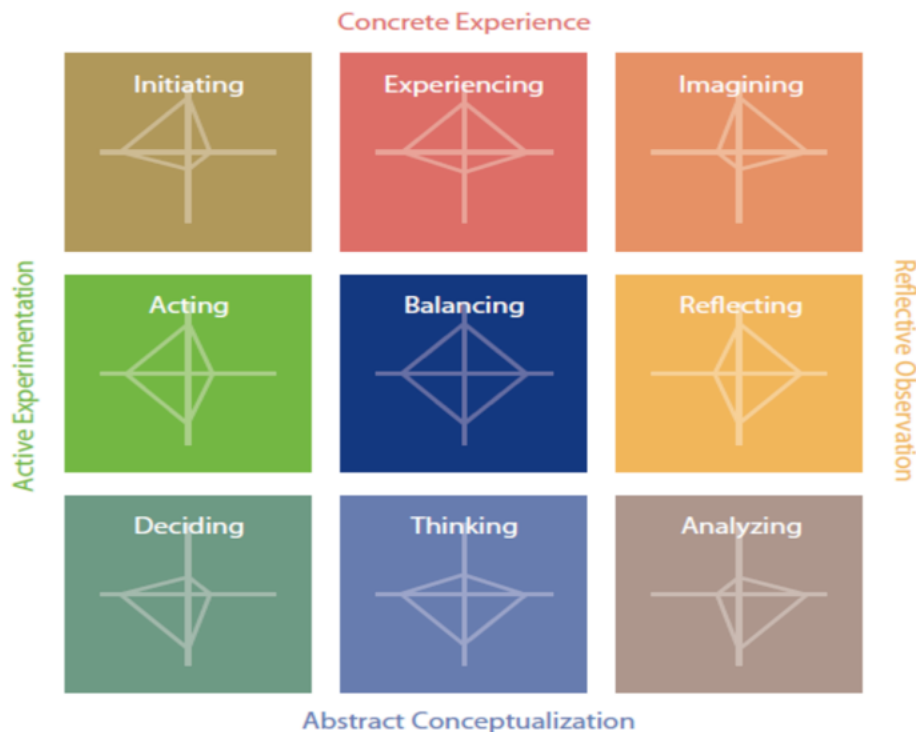 Concrete Experience
Initiating
Experiencing
Imagining
Active Experimentation
Acting
Balancing
Reflecting
Reflective Observation
Deciding
Thinking
Analyzing
Abstract Conceptualization